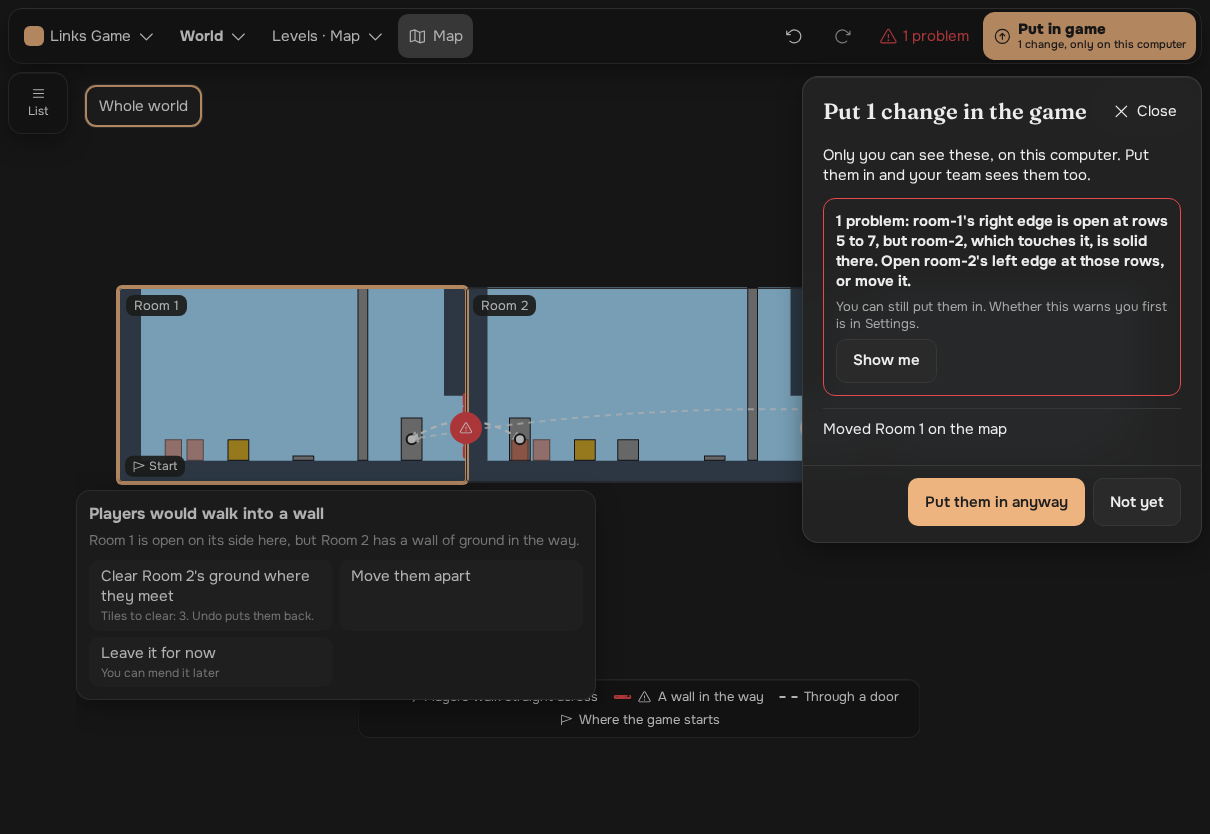 Links Game
World
Levels · Map
Map
1 problem
Put in game
1 change, only on this computer
List
Whole world
Put 1 change in the game
Close
Only you can see these, on this computer. Put
them in and your team sees them too.
1 problem: room-1's right edge is open at rows
5 to 7, but room-2, which touches it, is solid
there. Open room-2's left edge at those rows,
or move it.
You can still put them in. Whether this warns you first
is in Settings.
Show me
Moved Room 1 on the map
Put them in anyway
Not yet
Room 1
Room 2
Start
Players would walk into a wall
Room 1 is open on its side here, but Room 2 has a wall of ground in the way.
Clear Room 2's ground where
they meet
Tiles to clear: 3. Undo puts them back.
Move them apart
Leave it for now
You can mend it later
A wall in the way
Through a door
Where the game starts